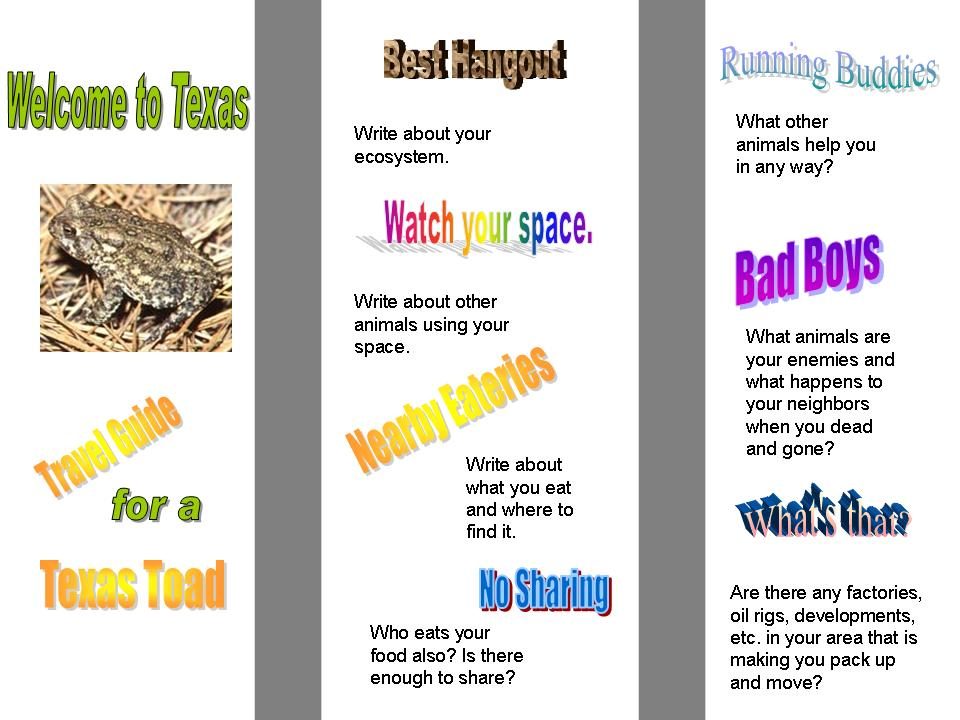 Welcome to Texas
Travel Guide
for a
Texas Toad
Best Hangout
Write about your
ecosystem.
Watch your space.
Write about other
animals using your
space.
Nearby Eateries
Write about
what you eat
and where to
find it.
No Sharing
Who eats your
food also? Is there
enough to share?
Running Buddies
What other
animals help you
in any way?
Bad Boys
What animals are
your enemies and
what happens to
your neighbors
when you dead
and gone?
What's that?
Are there any factories,
oil rigs, developments,
etc. in your area that is
making you pack up
and move?